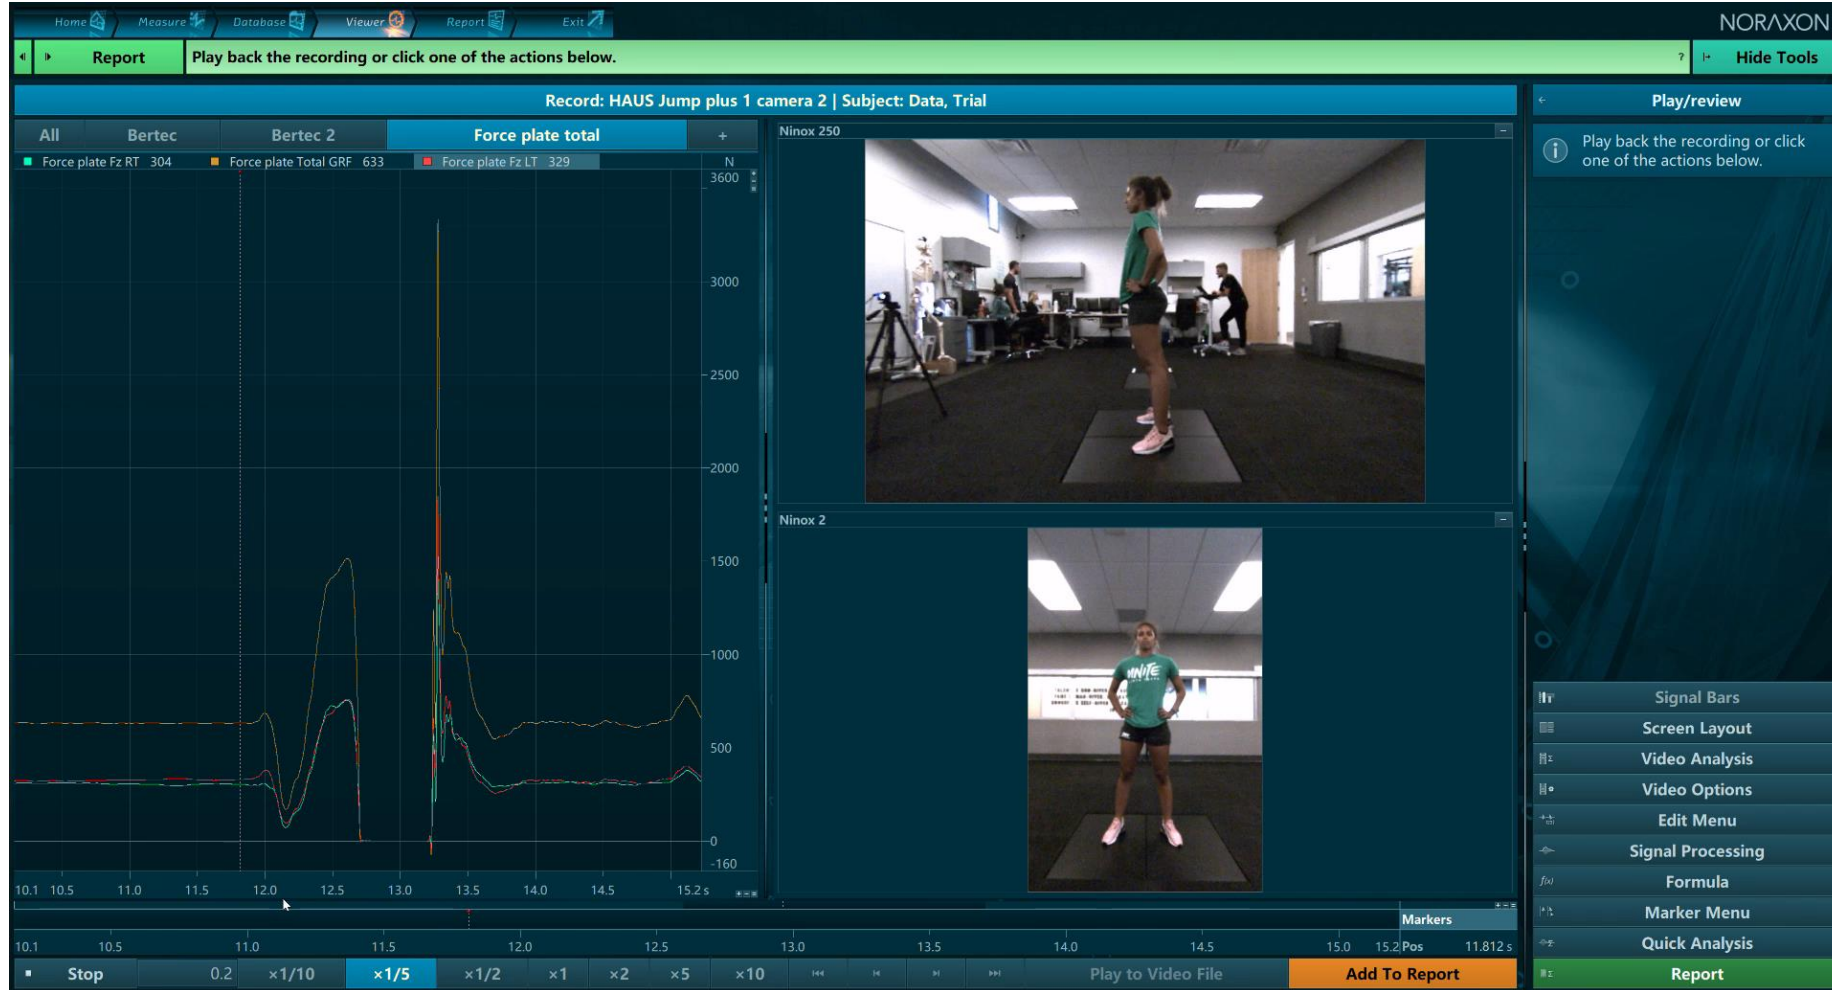 Home Measure Database Viewer Report Exit NORAXON
Report Play back the recording or click one of the actions below. ? Hide Tools
Record: HAUS Jump plus 1 camera 2 | Subject: Data, Trial
All Bertec Bertec 2 Force plate total +
Force plate Fz RT 304 Force plate Total GRF 633 Force plate Fz LT 329 N
3600
3000
2500
2000
1500
1000
500
0
-160
10.1 10.5 11.0 11.5 12.0 12.5 13.0 13.5 14.0 14.5 15.2 s
Ninox 250
Ninox 2
UNITE
Play/review
Play back the recording or click
one of the actions below.
Signal Bars
Screen Layout
Video Analysis
Video Options
Edit Menu
Signal Processing
f(x) Formula
Marker Menu
Quick Analysis
Report
Markers
10.1 10.5 11.0 11.5 12.0 12.5 13.0 13.5 14.0 14.5 15.0 15.2 Pos 11.812 s
Stop 0.2 ×1/10 ×1/5 ×1/2 ×1 ×2 ×5 ×10 Play to Video File Add To Report